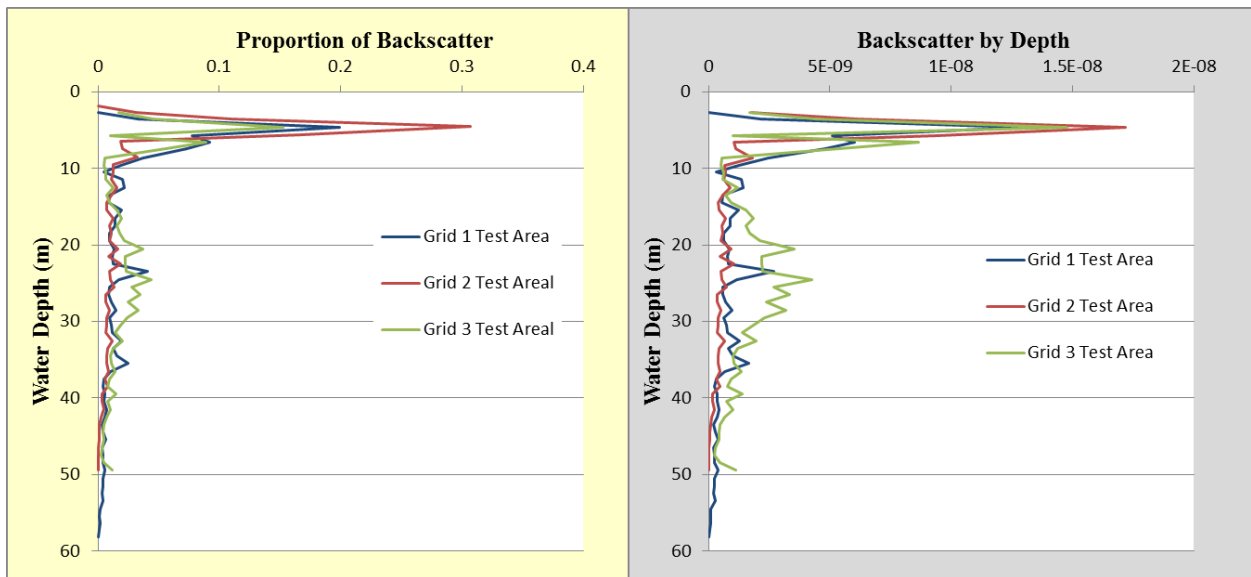 Proportion of Backscatter
0 0.1 0.2 0.3 0.4
0
10
20
30
40
50
60
Water Depth (m)
Grid 1 Test Area
Grid 2 Test Areal
Grid 3 Test Areal
Backscatter by Depth
0 5E-09 1E-08 1.5E-08 2E-08
0
10
20
30
40
50
60
Water Depth (m)
Grid 1 Test Area
Grid 2 Test Area
Grid 3 Test Area